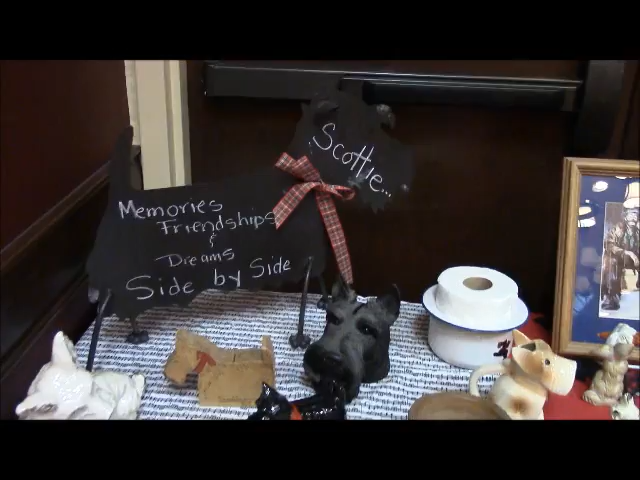 Scottie...
Memories
Friendships
&
Dreams
Side by Side